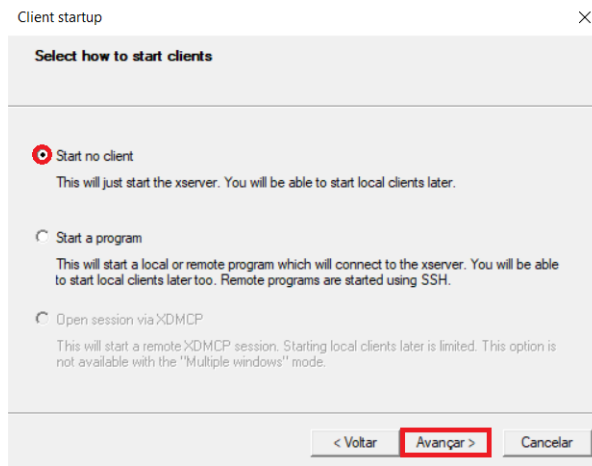 Client startup
Select how to start clients
Start no client
This will just start the xserver. You will be able to start local clients later.
Start a program
This will start a local or remote program which will connect to the xserver. You will be able
to start local clients later too. Remote programs are started using SSH.
Open session via XDMCP
This will start a remote XDMCP session. Starting local clients later is limited. This option is
not available with the "Multiple windows" mode.
< Voltar Avançar > Cancelar